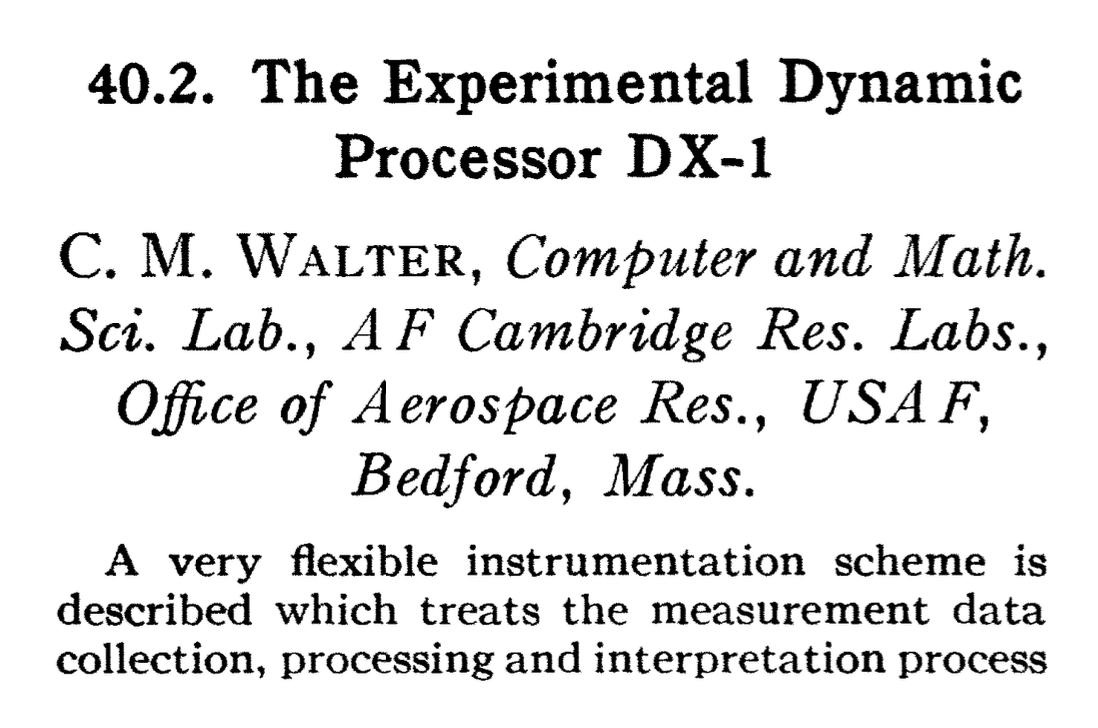 40.2. The Experimental Dynamic
Processor DX-1
C. M. WALTER, Computer and Math.
Sci. Lab., AF Cambridge Res. Labs.,
Office of Aerospace Res., USAF,
Bedford, Mass.
A very flexible instrumentation scheme is
described which treats the measurement data
collection, processing and interpretation process